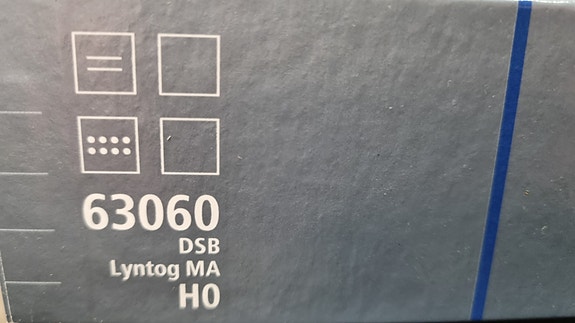 63060
DSB
Lyntog MA
H0